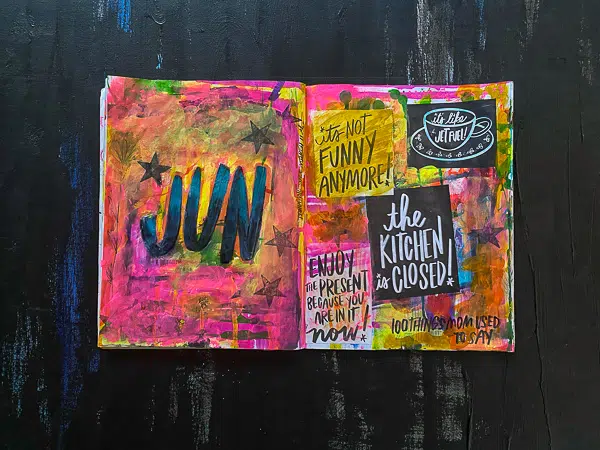 JUN
its NOT
FUNNY
ANYMORE!
it's like
JET FUEL!
the
KITCHEN
is CLOSED!
ENJOY
THE PRESENT
BECAUSE YOU
ARE IN IT
now!
100 THINGS MOM USED
TO SAY